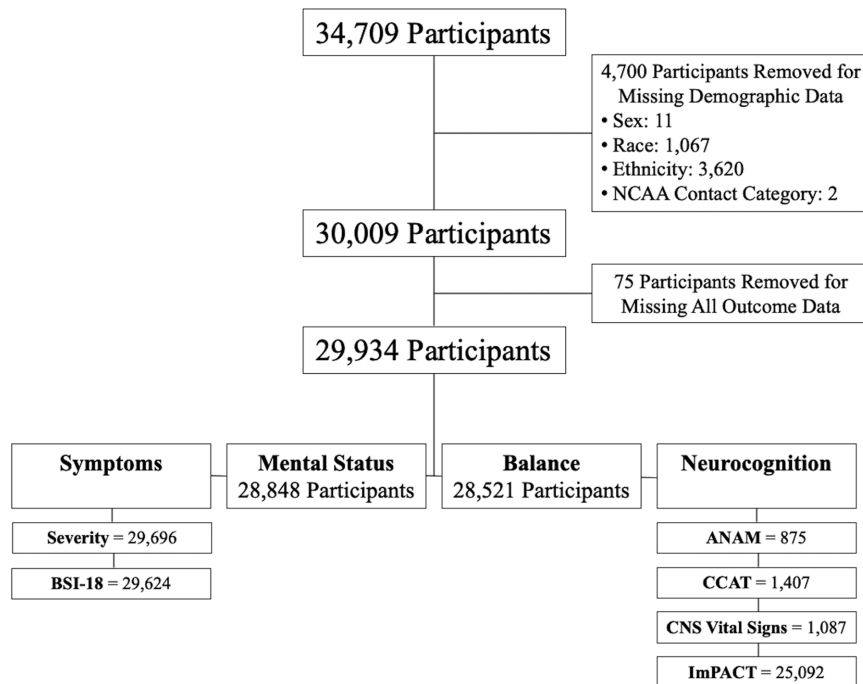 34,709 Participants
4,700 Participants Removed for
Missing Demographic Data
• Sex: 11
• Race: 1,067
• Ethnicity: 3,620
• NCAA Contact Category: 2
30,009 Participants
75 Participants Removed for
Missing All Outcome Data
29,934 Participants
Symptoms
Mental Status
28,848 Participants
Balance
28,521 Participants
Neurocognition
Severity = 29,696
BSI-18 = 29,624
ANAM = 875
CCAT = 1,407
CNS Vital Signs = 1,087
ImPACT = 25,092